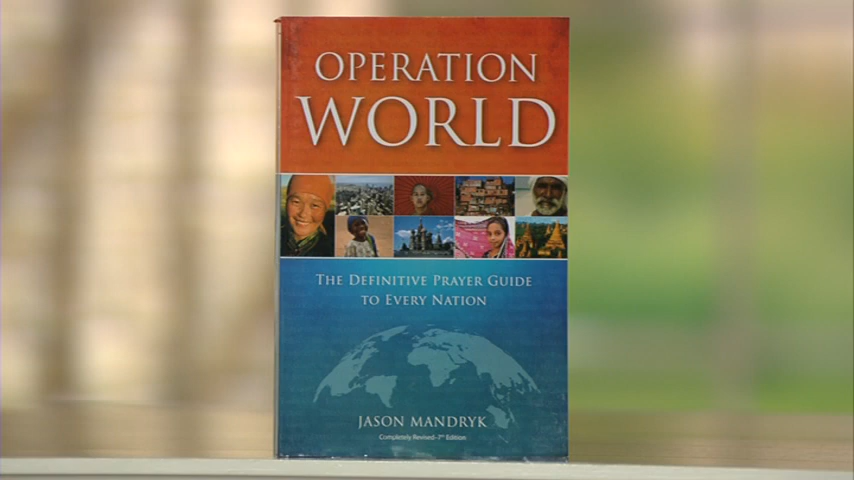 OPERATION
WORLD
THE DEFINITIVE PRAYER GUIDE
TO EVERY NATION
JASON MANDRYK
Completely Revised-7th Edition